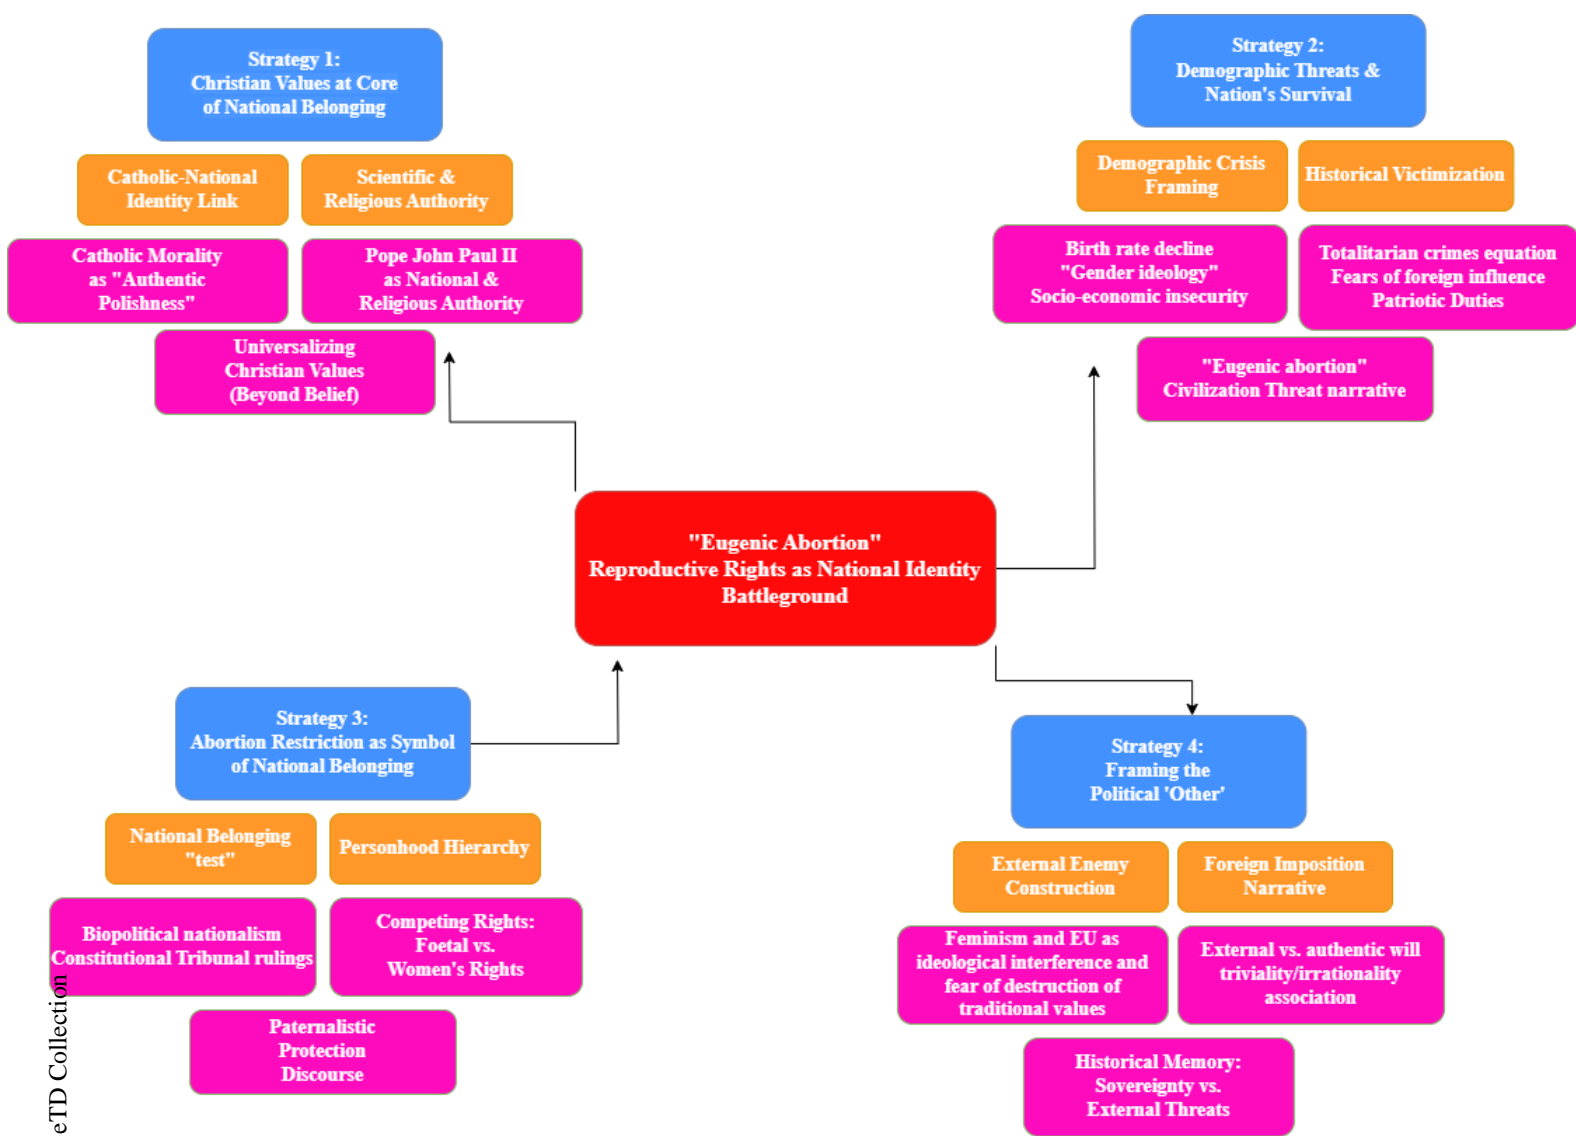 Strategy 1:
Christian Values at Core
of National Belonging
Catholic-National
Identity Link
Scientific &
Religious Authority
Catholic Morality
as "Authentic
Polishness"
Pope John Paul II
as National &
Religious Authority
Universalizing
Christian Values
(Beyond Belief)
Strategy 2:
Demographic Threats &
Nation's Survival
Demographic Crisis
Framing
Historical Victimization
Birth rate decline
"Gender ideology"
Socio-economic insecurity
Totalitarian crimes equation
Fears of foreign influence
Patriotic Duties
"Eugenic abortion"
Civilization Threat narrative
"Eugenic Abortion"
Reproductive Rights as National Identity
Battleground
Strategy 3:
Abortion Restriction as Symbol
of National Belonging
National Belonging
"test"
Personhood Hierarchy
Biopolitical nationalism
Constitutional Tribunal rulings
Competing Rights:
Foetal vs.
Women's Rights
Paternalistic
Protection
Discourse
Strategy 4:
Framing the
Political 'Other'
External Enemy
Construction
Foreign Imposition
Narrative
Feminism and EU as
ideological interference and
fear of destruction of
traditional values
External vs. authentic will
triviality/irrationality
association
Historical Memory:
Sovereignty vs.
External Threats
eTD Collection